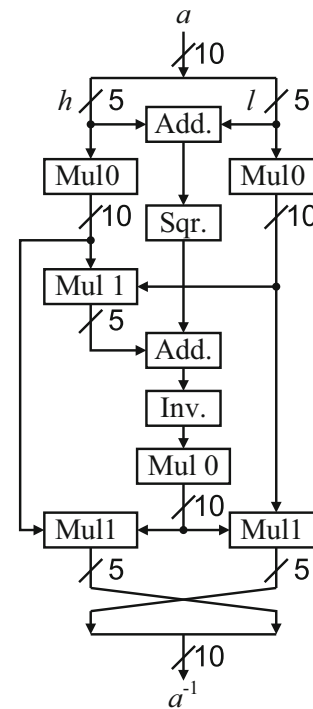 a
10
h 5 l 5
Add.
Mul0 Mul0
10 10
Sqr.
Mul 1
5
Add.
Inv.
Mul 0
10
Mul1 Mul1
5 5
10
a⁻¹